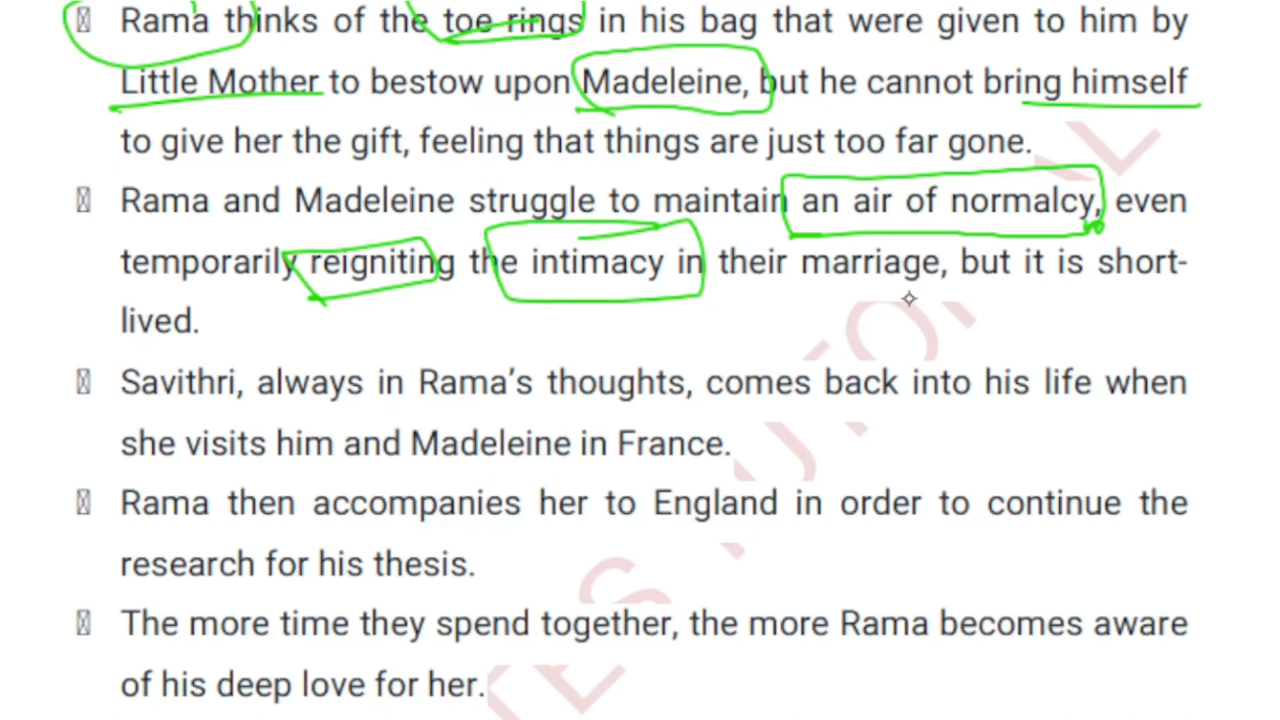 Rama thinks of the toe rings in his bag that were given to him by
Little Mother to bestow upon Madeleine, but he cannot bring himself
to give her the gift, feeling that things are just too far gone.
Rama and Madeleine struggle to maintain an air of normalcy, even
temporarily reigniting the intimacy in their marriage, but it is short-
lived.
Savithri, always in Rama’s thoughts, comes back into his life when
she visits him and Madeleine in France.
Rama then accompanies her to England in order to continue the
research for his thesis.
The more time they spend together, the more Rama becomes aware
of his deep love for her.